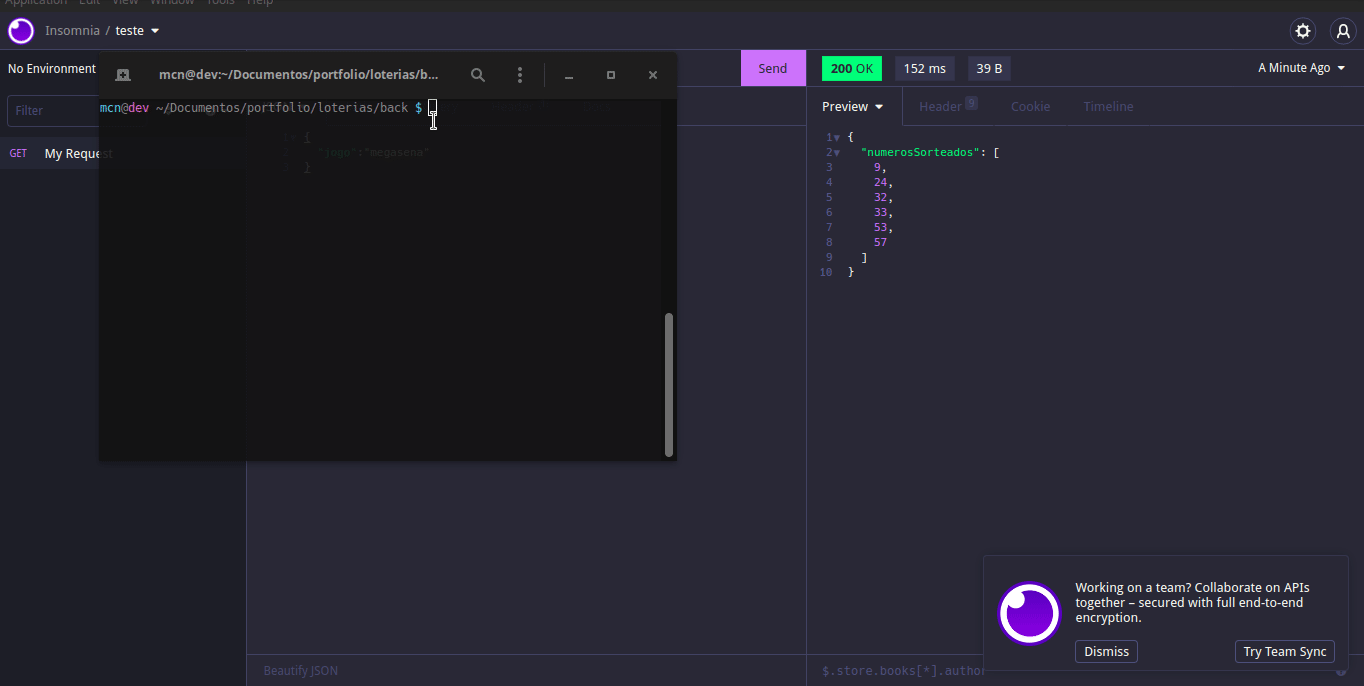 Application Edit View Window Tools Help
Insomnia / teste
No Environment
mcn@dev:~/Documentos/portfolio/loterias/b...
Send
200 OK
152 ms
39 B
A Minute Ago
Filter
mcn@dev ~/Documentos/portfolio/loterias/back $
Preview
Header 9
Cookie
Timeline
GET My Request
{
"jogo":"megasena"
}
1 {
2 "numerosSorteados": [
3 9,
4 24,
5 32,
6 33,
7 53,
8 57
9 ]
10 }
Working on a team? Collaborate on APIs
together – secured with full end-to-end
encryption.
Dismiss
Try Team Sync
Beautify JSON
$.store.books[*].author